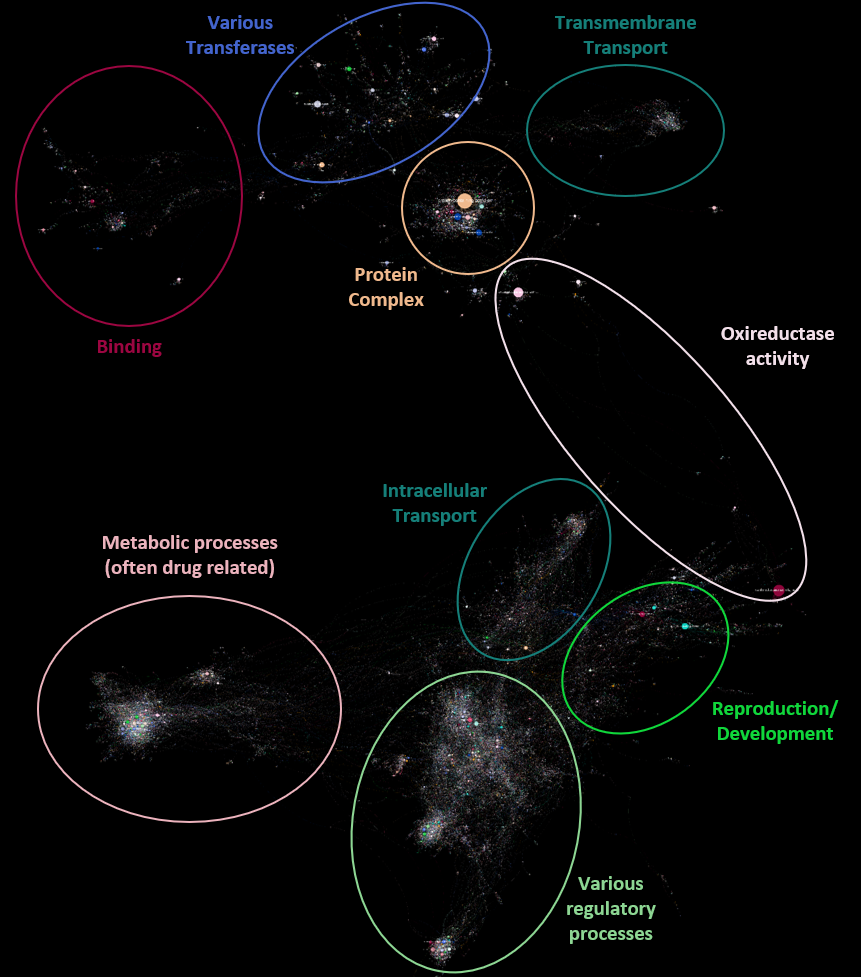 Various
Transferases
Transmembrane
Transport
Protein
Complex
Binding
Oxireductase
activity
Intracellular
Transport
Metabolic processes
(often drug related)
Reproduction/
Development
Various
regulatory
processes